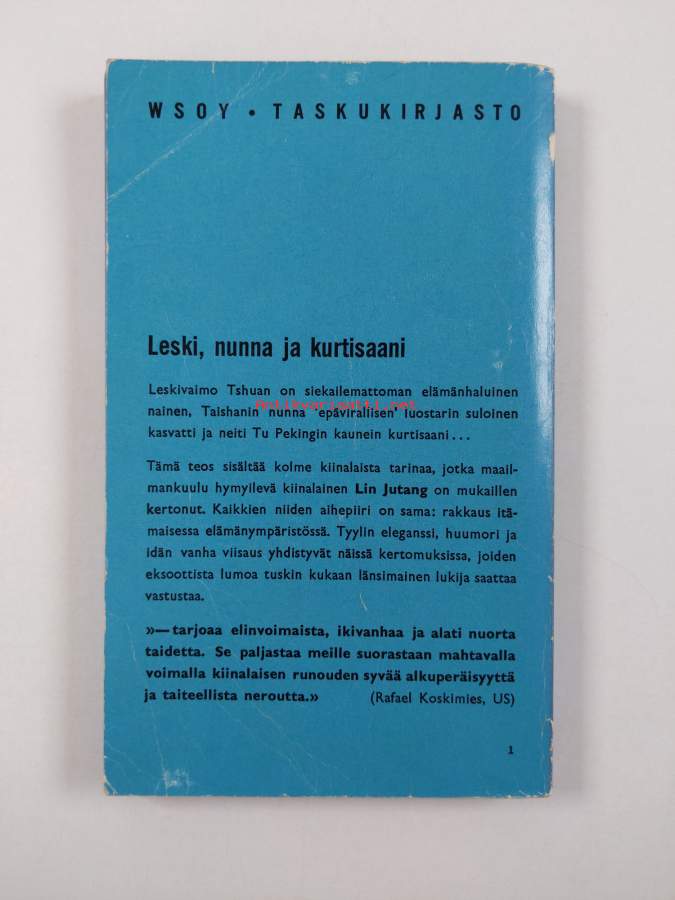 WSOY • TASKUKIRJASTO
Leski, nunna ja kurtisaani
Leskivaimo Tshuan on siekailemattoman elämänhaluinen
nainen, Taishanin nunna 'epävirallisen' luostarin suloinen
Antikvariaatti.net
kasvatti ja neiti Tu Pekingin kaunein kurtisaani...
Tämä teos sisältää kolme kiinalaista tarinaa, jotka maail-
mankuulu hymyilevä kiinalainen Lin Jutang on mukaillen
kertonut. Kaikkien niiden aihepiiri on sama: rakkaus itä-
maisessa elämänympäristössä. Tyylin eleganssi, huumori ja
idän vanha viisaus yhdistyvät näissä kertomuksissa, joiden
eksoottista lumoa tuskin kukaan länsimainen lukija saattaa
vastustaa.
»—tarjoaa elinvoimaista, ikivanhaa ja alati nuorta
taidetta. Se paljastaa meille suorastaan mahtavalla
voimalla kiinalaisen runouden syvää alkuperäisyyttä
ja taiteellista neroutta.» (Rafael Koskimies, US)
1